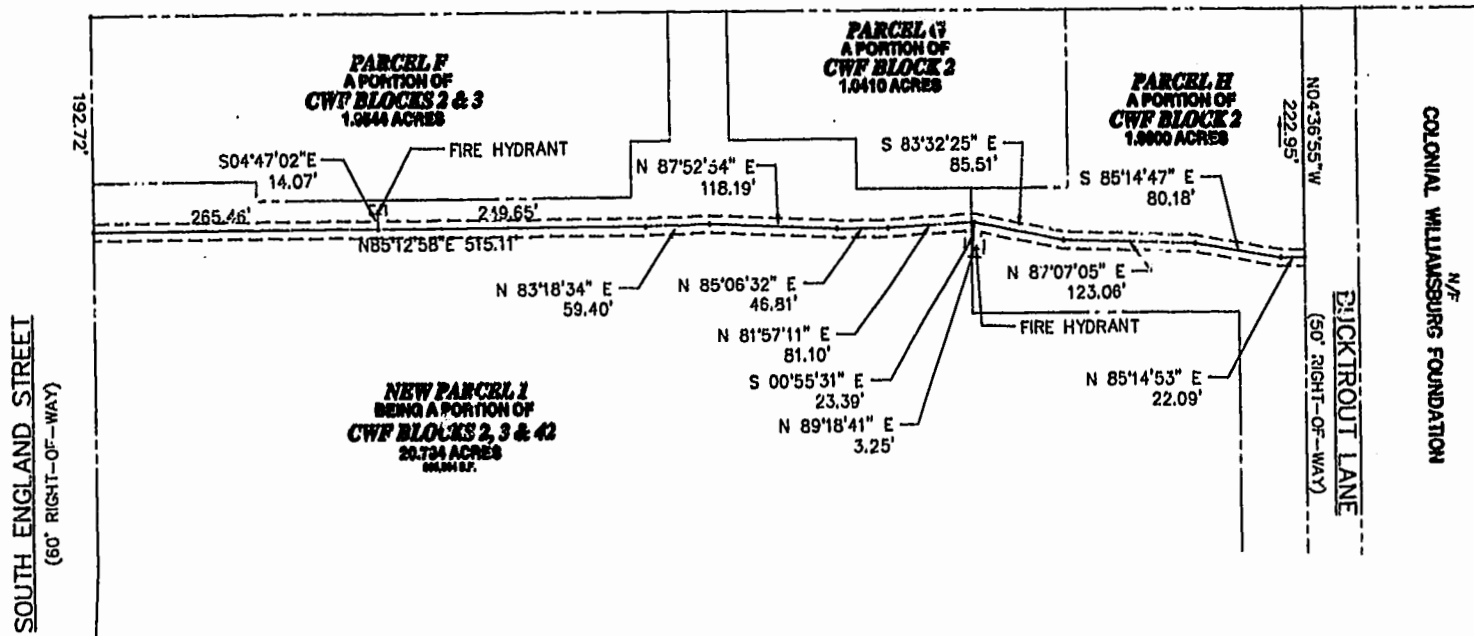 PARCEL F
A PORTION OF
CWF BLOCKS 2 & 3
ACRES
PARCEL G
A PORTION OF
CWF BLOCK 2
1.0410 ACRES
PARCEL H
A PORTION OF
CWF BLOCK 2
ACRES
192.72'
N04°36'55"W
222.95'
N/F
COLONIAL WILLIAMSBURG FOUNDATION
S04°47'02"E
14.07'
FIRE HYDRANT
N 87°52'54" E
118.19'
S 83°32'25" E
85.51'
S 85°14'47" E
80.18'
265.46'
249.65'
N85°12'58"E 515.11'
N 83°18'34" E
59.40'
N 85°06'32" E
46.81'
N 81°57'11" E
81.10'
S 00°55'31" E
23.39'
N 89°18'41" E
3.25'
N 87°07'05" E
123.06'
FIRE HYDRANT
N 85°14'53" E
22.09'
BUCKTROUT LANE
(50' RIGHT-OF-WAY)
NEW PARCEL 1
BEING A PORTION OF
CWF BLOCKS 2, 3 & 42
20.734 ACRES
S.F.
SOUTH ENGLAND STREET
(60' RIGHT-OF-WAY)